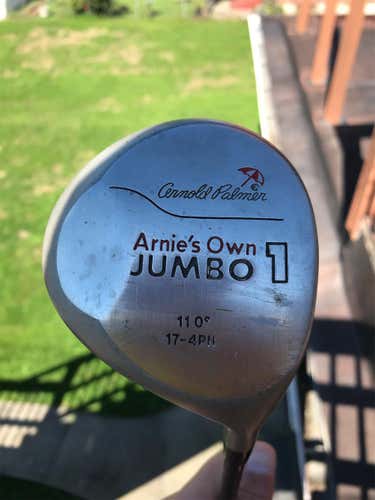 Arnold Palmer
Arnie's Own
JUMBO 1
11 0°
17-4PH